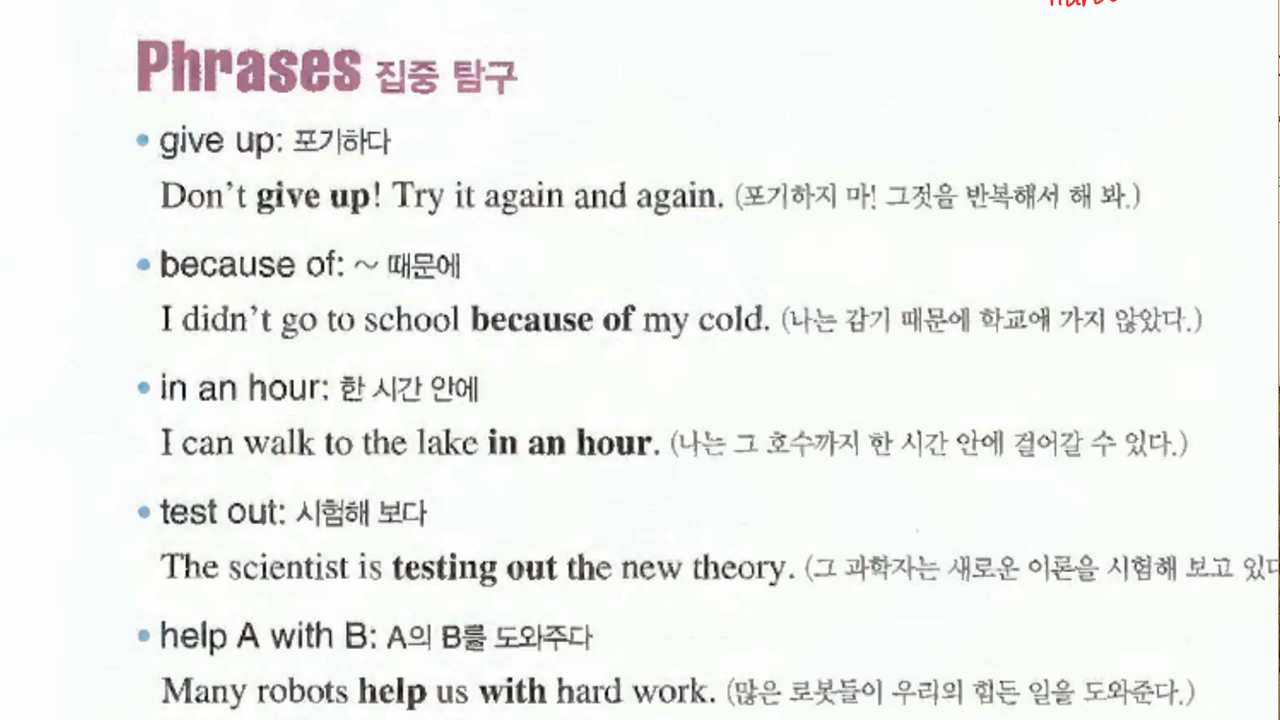 Phrases 집중 탐구
• give up: 포기하다
Don't give up! Try it again and again. (포기하지 마! 그것을 반복해서 해 봐.)
• because of: ~ 때문에
I didn't go to school because of my cold. (나는 감기 때문에 학교에 가지 않았다.)
• in an hour: 한 시간 안에
I can walk to the lake in an hour. (나는 그 호수까지 한 시간 안에 걸어갈 수 있다.)
• test out: 시험해 보다
The scientist is testing out the new theory. (그 과학자는 새로운 이론을 시험해 보고
• help A with B: A의 B를 도와주다
Many robots help us with hard work. (많은 로봇들이 우리의 힘든 일을 도와준다.)